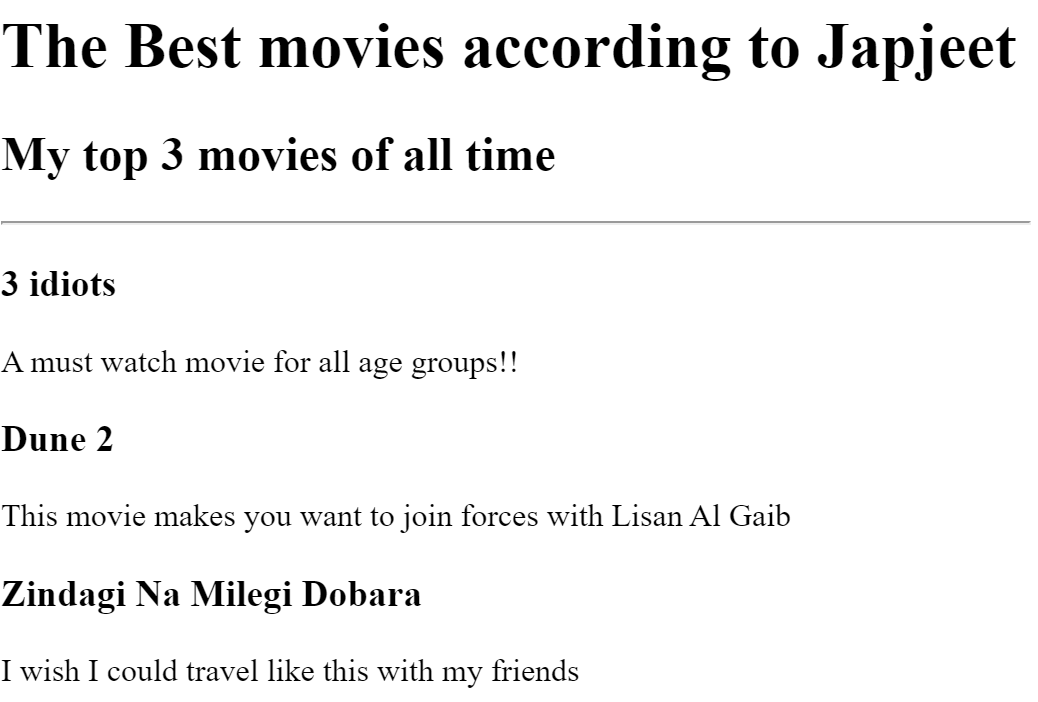 The Best movies according to Japjeet
My top 3 movies of all time
3 idiots
A must watch movie for all age groups!!
Dune 2
This movie makes you want to join forces with Lisan Al Gaib
Zindagi Na Milegi Dobara
I wish I could travel like this with my friends